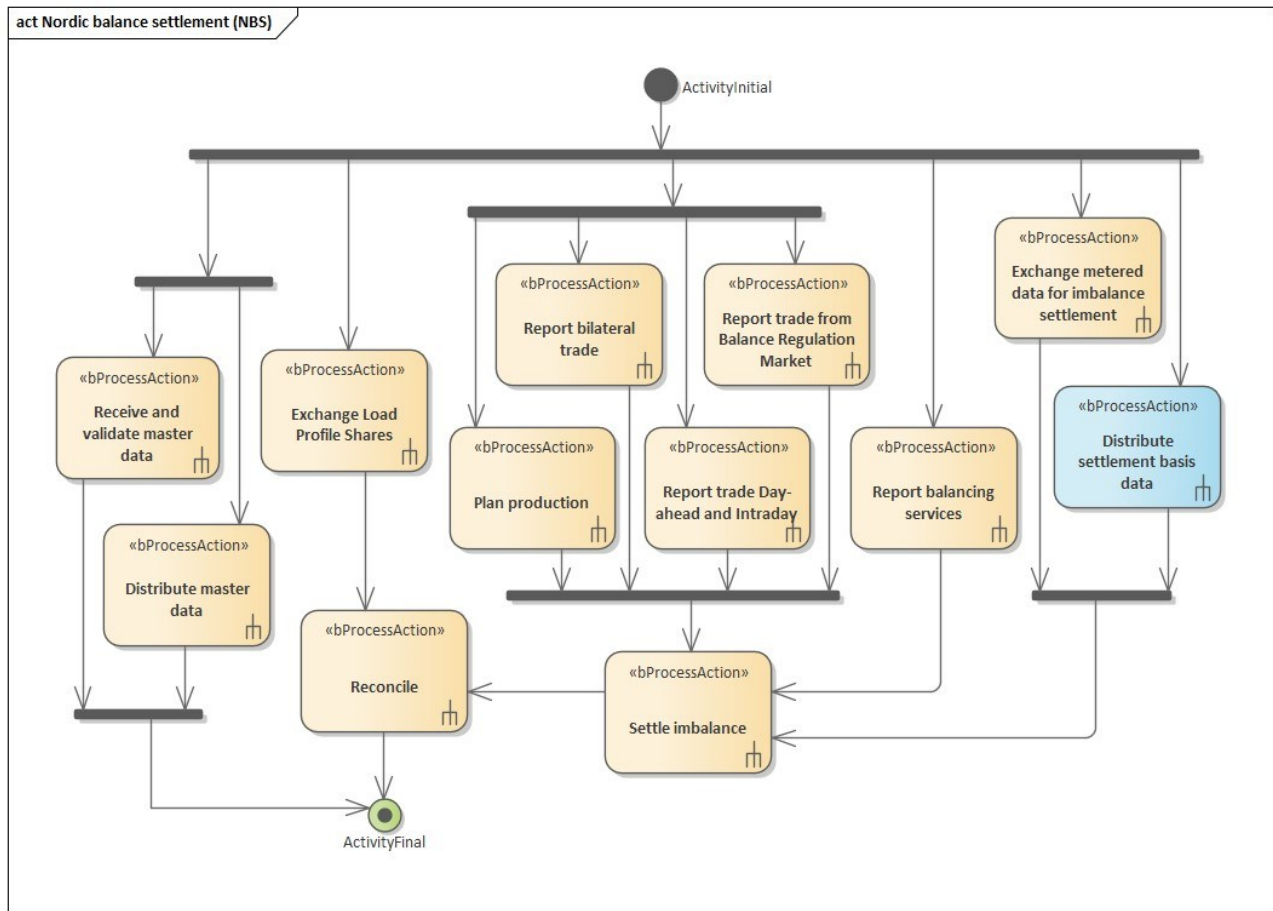 act Nordic balance settlement (NBS)
ActivityInitial
«bProcessAction»
Exchange metered
data for imbalance
settlement
«bProcessAction»
Report bilateral
trade
«bProcessAction»
Report trade from
Balance Regulation
Market
«bProcessAction»
Receive and
validate master
data
«bProcessAction»
Exchange Load
Profile Shares
«bProcessAction»
Distribute
settlement basis
data
«bProcessAction»
Plan production
«bProcessAction»
Report trade Day-
ahead and Intraday
«bProcessAction»
Report balancing
services
«bProcessAction»
Distribute master
data
«bProcessAction»
Reconcile
«bProcessAction»
Settle imbalance
ActivityFinal